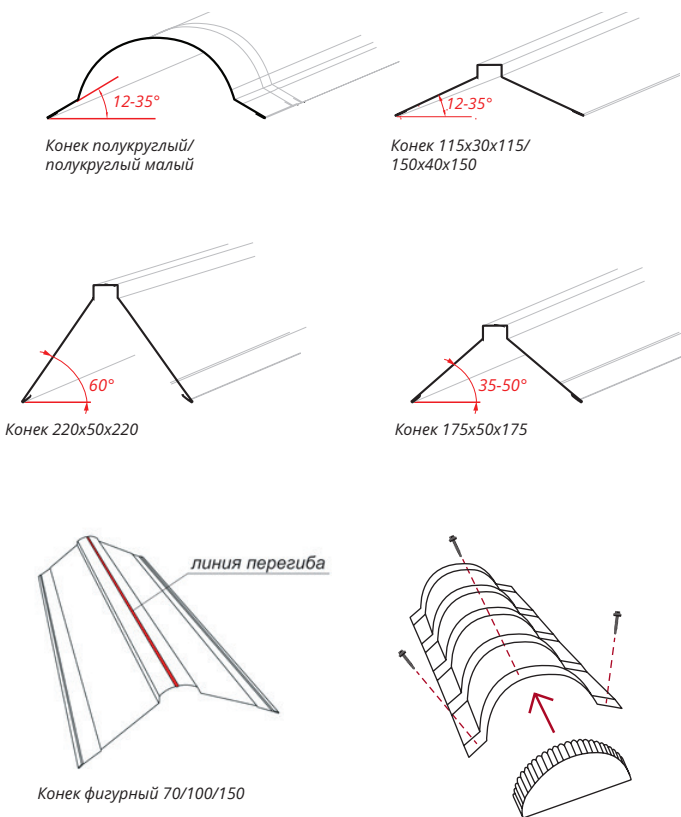 12-35°
Конек полукруглый/
полукруглый малый
12-35°
Конек 115х30х115/
150х40х150
60°
Конек 220х50х220
35-50°
Конек 175х50х175
линия перегиба
Конек фигурный 70/100/150